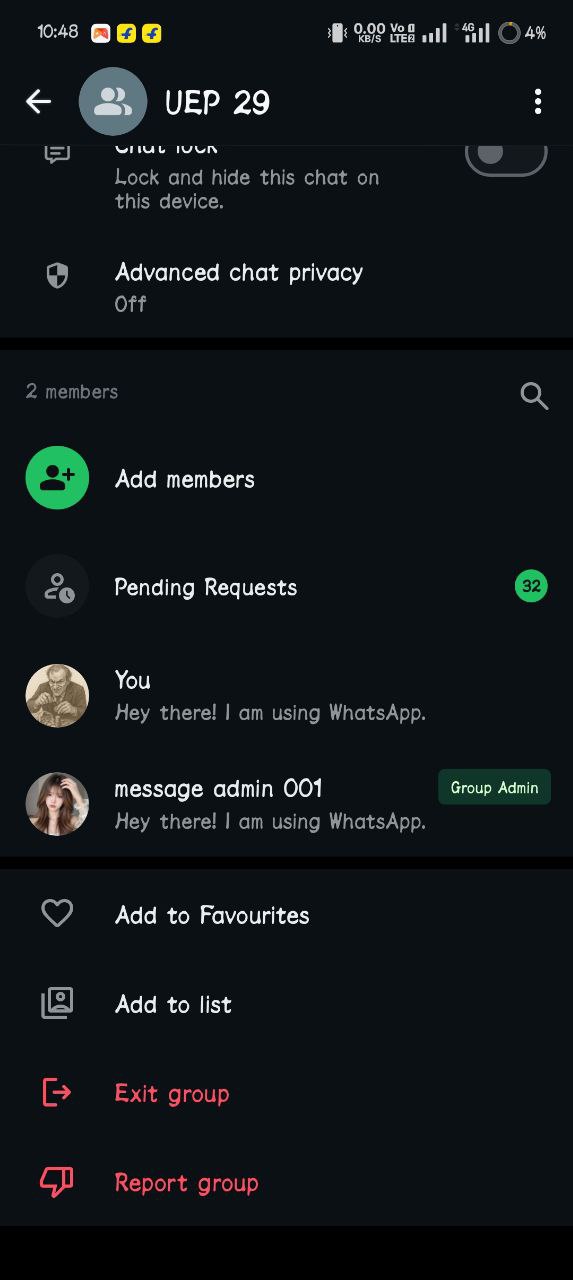 10:48
0.00 KB/S Vo LTE2 4G 4%
UEP 29
Chat lock
Lock and hide this chat on
this device.
Advanced chat privacy
Off
2 members
Add members
Pending Requests 32
You
Hey there! I am using WhatsApp.
message admin 001 Group Admin
Hey there! I am using WhatsApp.
Add to Favourites
Add to list
Exit group
Report group